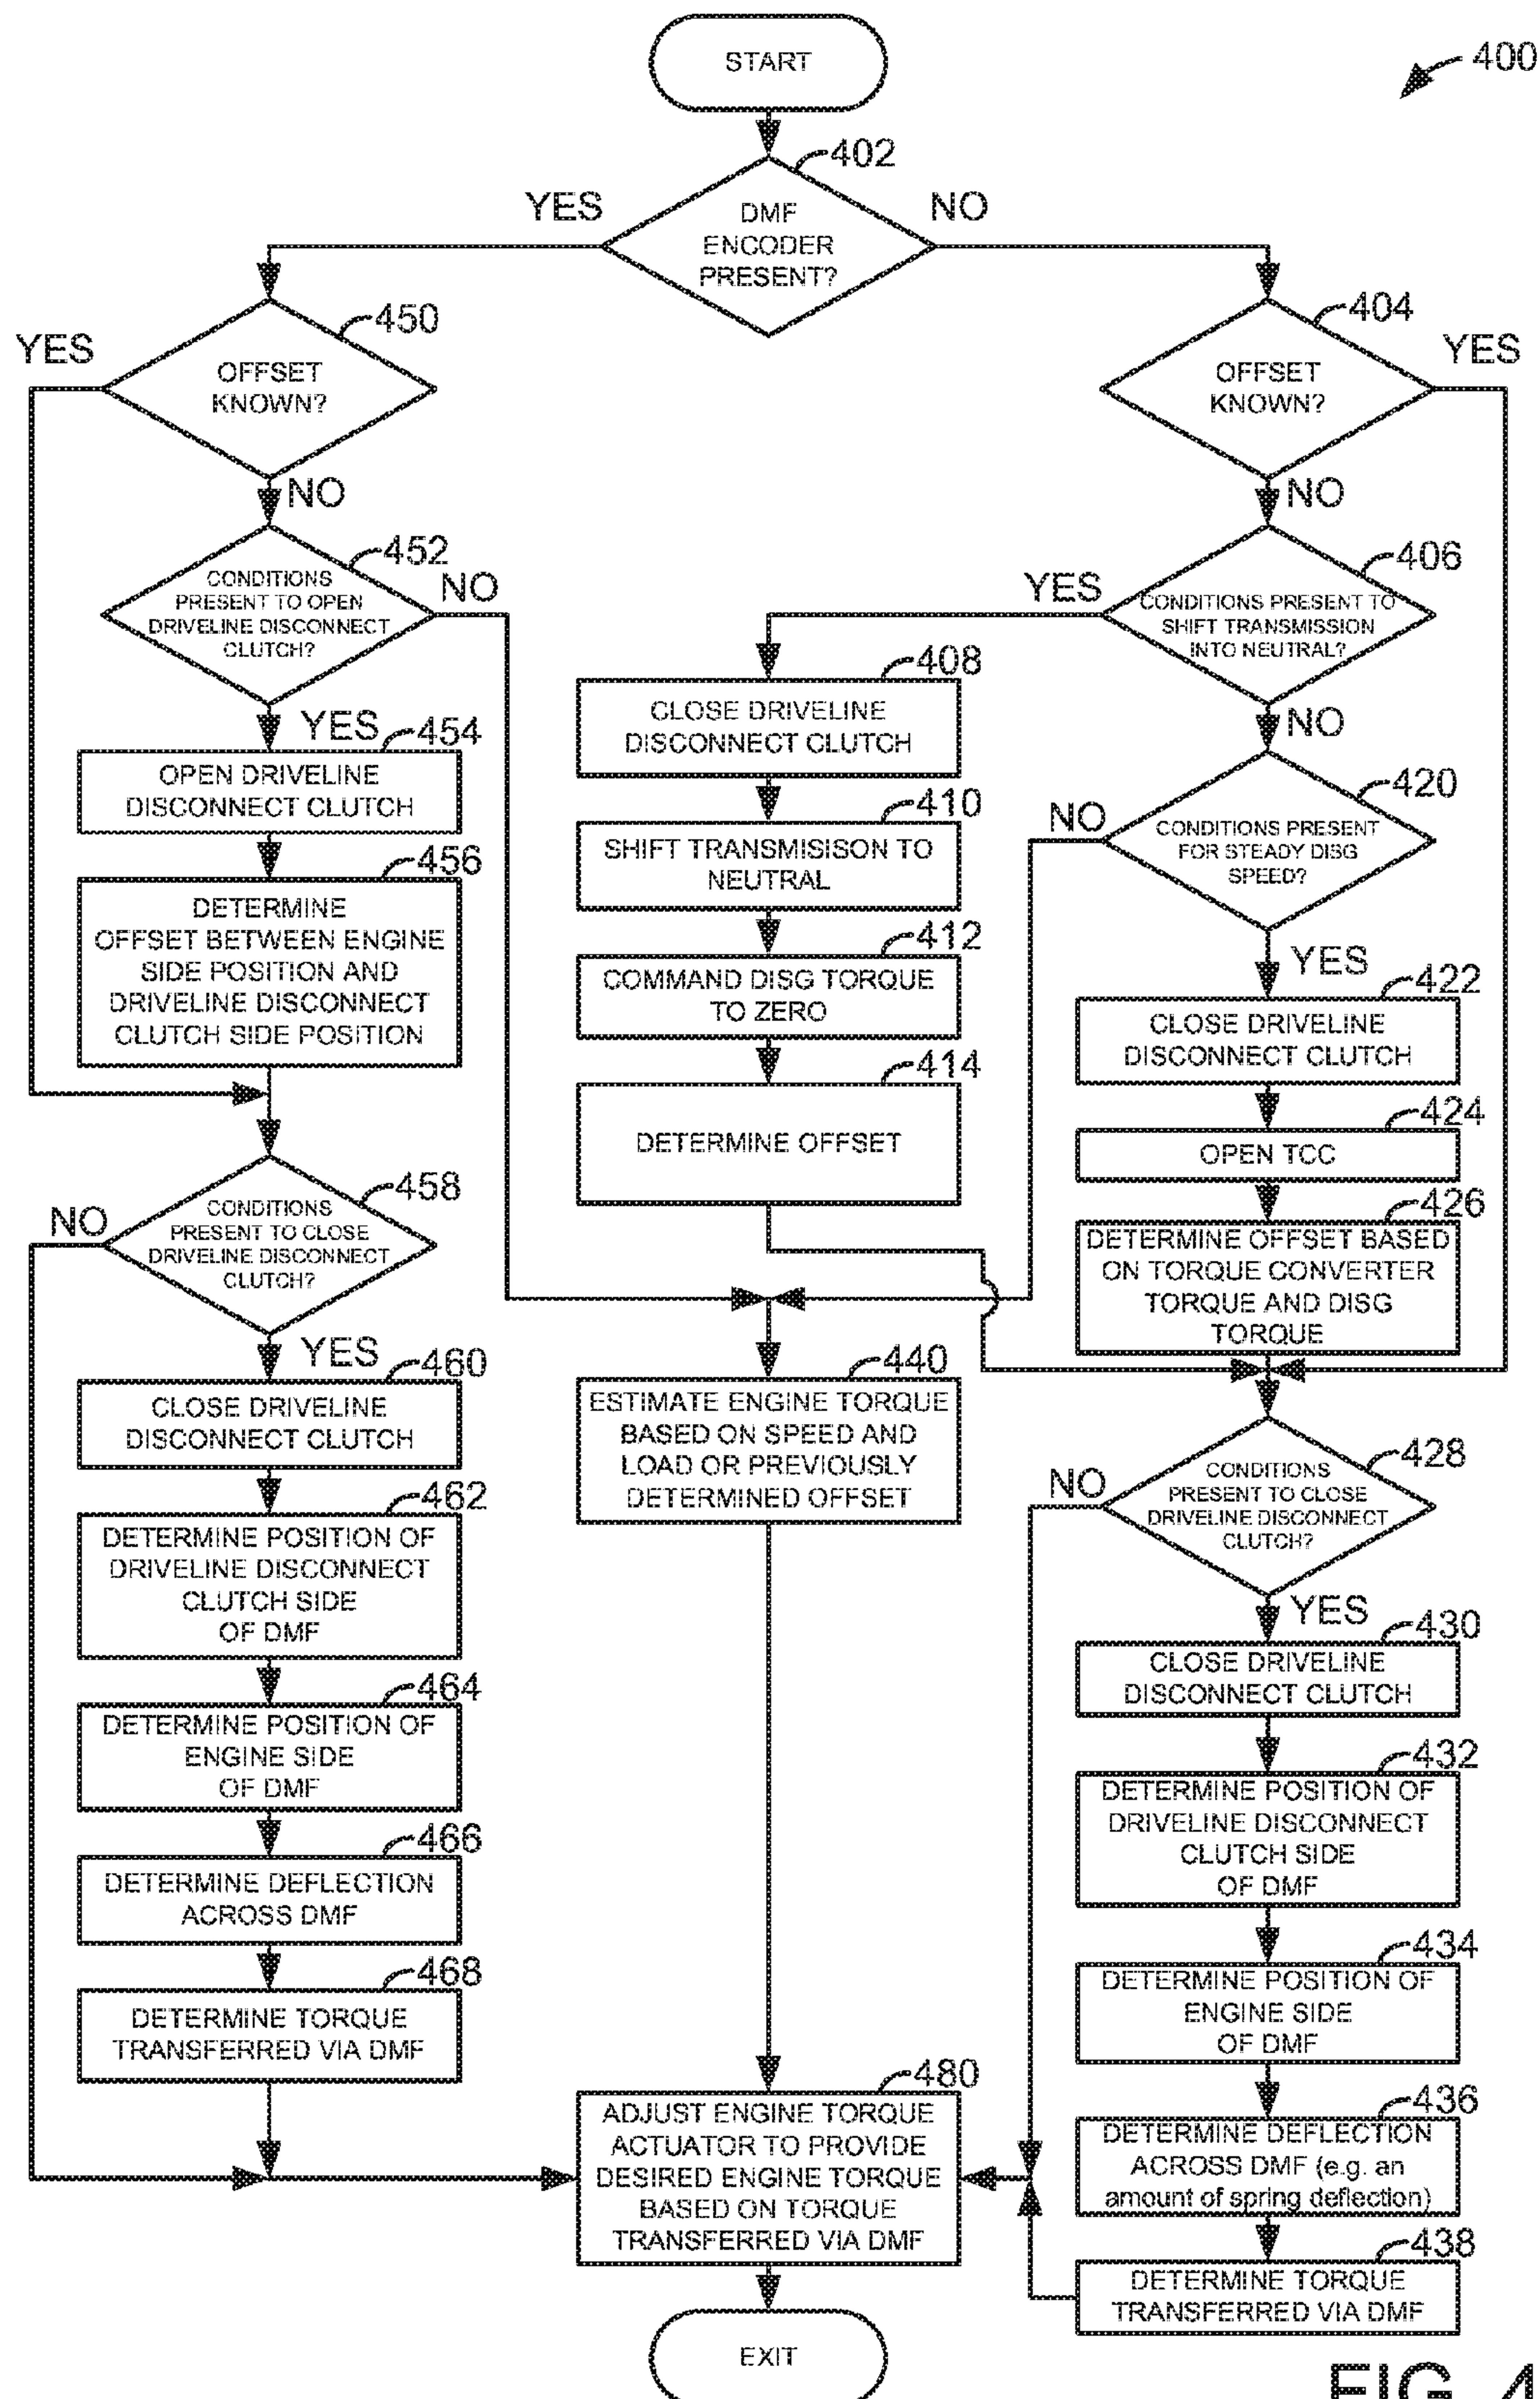 START
400
402
YES
NO
DMF
ENCODER
PRESENT?
450
YES
OFFSET
KNOWN?
NO
404
YES
OFFSET
KNOWN?
NO
452
NO
CONDITIONS
PRESENT TO OPEN
DRIVELINE DISCONNECT
CLUTCH?
YES
406
YES
CONDITIONS PRESENT TO
SHIFT TRANSMISSION
INTO NEUTRAL?
NO
454
OPEN DRIVELINE
DISCONNECT CLUTCH
456
DETERMINE
OFFSET BETWEEN ENGINE
SIDE POSITION AND
DRIVELINE DISCONNECT
CLUTCH SIDE POSITION
408
CLOSE DRIVELINE
DISCONNECT CLUTCH
410
SHIFT TRANSMISISON TO
NEUTRAL
412
COMMAND DISG TORQUE
TO ZERO
414
DETERMINE OFFSET
420
NO
CONDITIONS PRESENT
FOR STEADY DISG
SPEED?
YES
422
CLOSE DRIVELINE
DISCONNECT CLUTCH
424
OPEN TCC
426
DETERMINE OFFSET BASED
ON TORQUE CONVERTER
TORQUE AND DISG
TORQUE
458
NO
CONDITIONS
PRESENT TO CLOSE
DRIVELINE DISCONNECT
CLUTCH?
YES
460
CLOSE DRIVELINE
DISCONNECT CLUTCH
462
DETERMINE POSITION OF
DRIVELINE DISCONNECT
CLUTCH SIDE
OF DMF
464
DETERMINE POSITION OF
ENGINE SIDE
OF DMF
466
DETERMINE DEFLECTION
ACROSS DMF
468
DETERMINE TORQUE
TRANSFERRED VIA DMF
440
ESTIMATE ENGINE TORQUE
BASED ON SPEED AND
LOAD OR PREVIOUSLY
DETERMINED OFFSET
428
NO
CONDITIONS
PRESENT TO CLOSE
DRIVELINE DISCONNECT
CLUTCH?
YES
430
CLOSE DRIVELINE
DISCONNECT CLUTCH
432
DETERMINE POSITION OF
DRIVELINE DISCONNECT
CLUTCH SIDE
OF DMF
434
DETERMINE POSITION OF
ENGINE SIDE
OF DMF
436
DETERMINE DEFLECTION
ACROSS DMF (e.g. an
amount of spring deflection)
438
DETERMINE TORQUE
TRANSFERRED VIA DMF
480
ADJUST ENGINE TORQUE
ACTUATOR TO PROVIDE
DESIRED ENGINE TORQUE
BASED ON TORQUE
TRANSFERRED VIA DMF
EXIT
FIG. 4